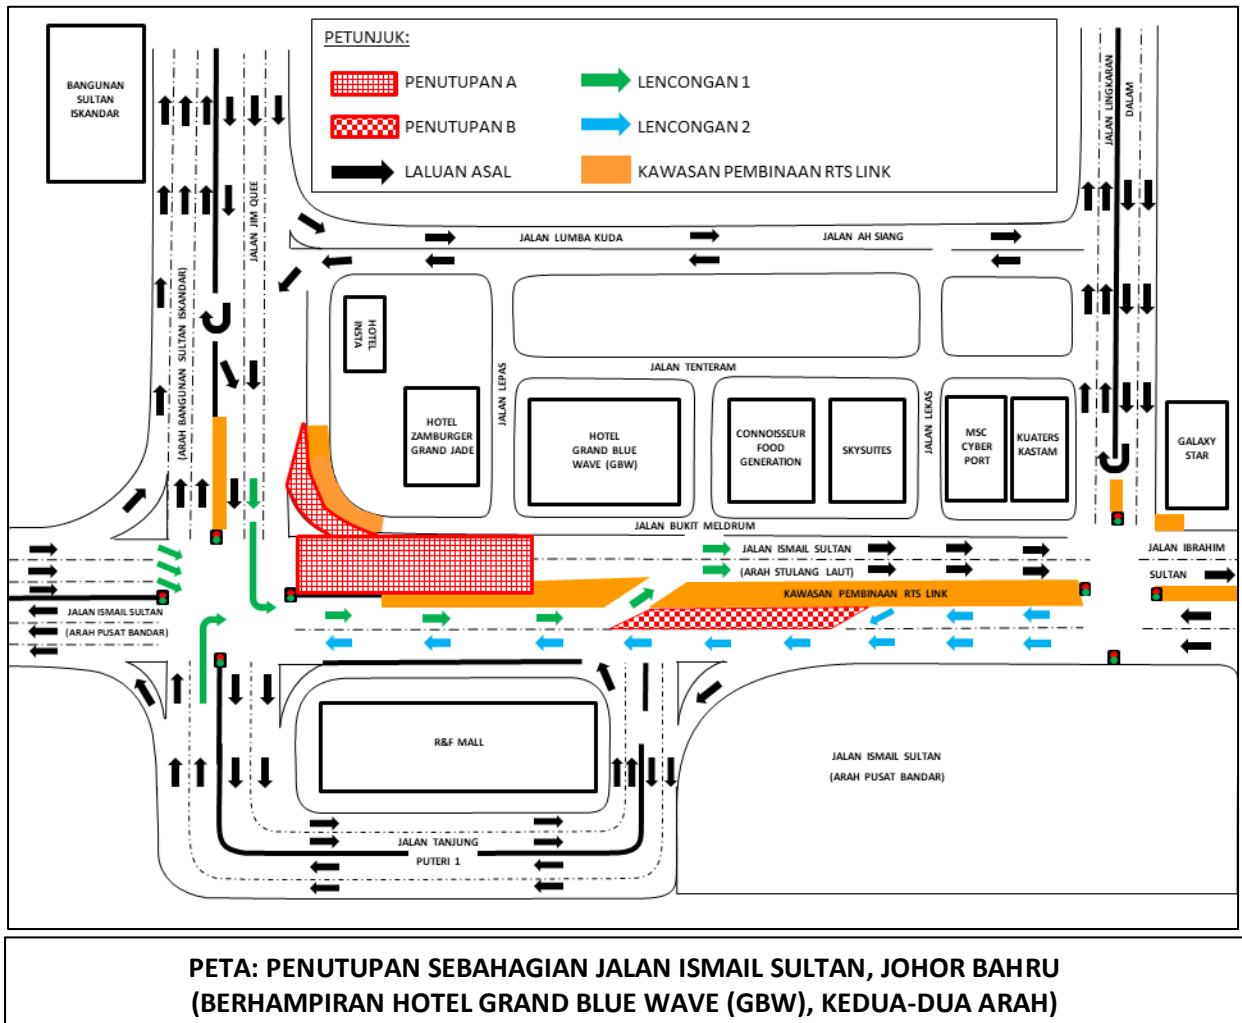 PETUNJUK:
PENUTUPAN A
LENCONGAN 1
PENUTUPAN B
LENCONGAN 2
LALUAN ASAL
KAWASAN PEMBINAAN RTS LINK
BANGUNAN
SULTAN
ISKANDAR
JALAN JIM QUEE
(ARAH BANGUNAN SULTAN ISKANDAR)
JALAN LINGKARAN
DALAM
JALAN LUMBA KUDA
JALAN AH SIANG
HOTEL
INSTA
JALAN TENTERAM
JALAN LEPAS
JALAN LEKAS
HOTEL
ZAMBURGER
GRAND JADE
HOTEL
GRAND BLUE
WAVE (GBW)
CONNOISSEUR
FOOD
GENERATION
SKYSUITES
MSC
CYBER
PORT
KUATERS
KASTAM
GALAXY
STAR
JALAN BUKIT MELDRUM
JALAN ISMAIL SULTAN
(ARAH STULANG LAUT)
JALAN IBRAHIM
SULTAN
KAWASAN PEMBINAAN RTS LINK
JALAN ISMAIL SULTAN
(ARAH PUSAT BANDAR)
R&F MALL
JALAN ISMAIL SULTAN
(ARAH PUSAT BANDAR)
JALAN TANJUNG
PUTERI 1
PETA: PENUTUPAN SEBAHAGIAN JALAN ISMAIL SULTAN, JOHOR BAHRU
(BERHAMPIRAN HOTEL GRAND BLUE WAVE (GBW), KEDUA-DUA ARAH)